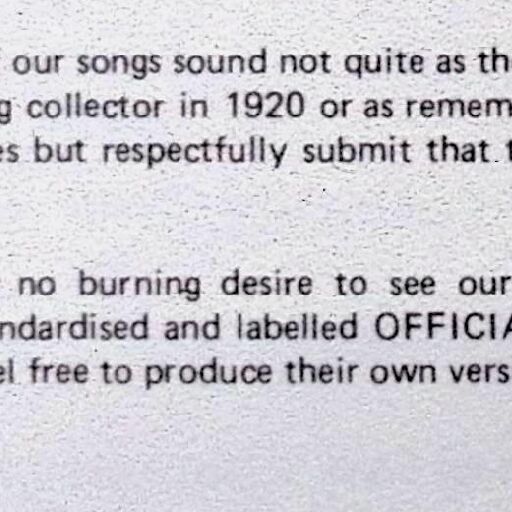 our songs sound not quite as th
g collector in 1920 or as remem
es but respectfully submit that t
no burning desire to see our
ndardised and labelled OFFICIA
el free to produce their own vers